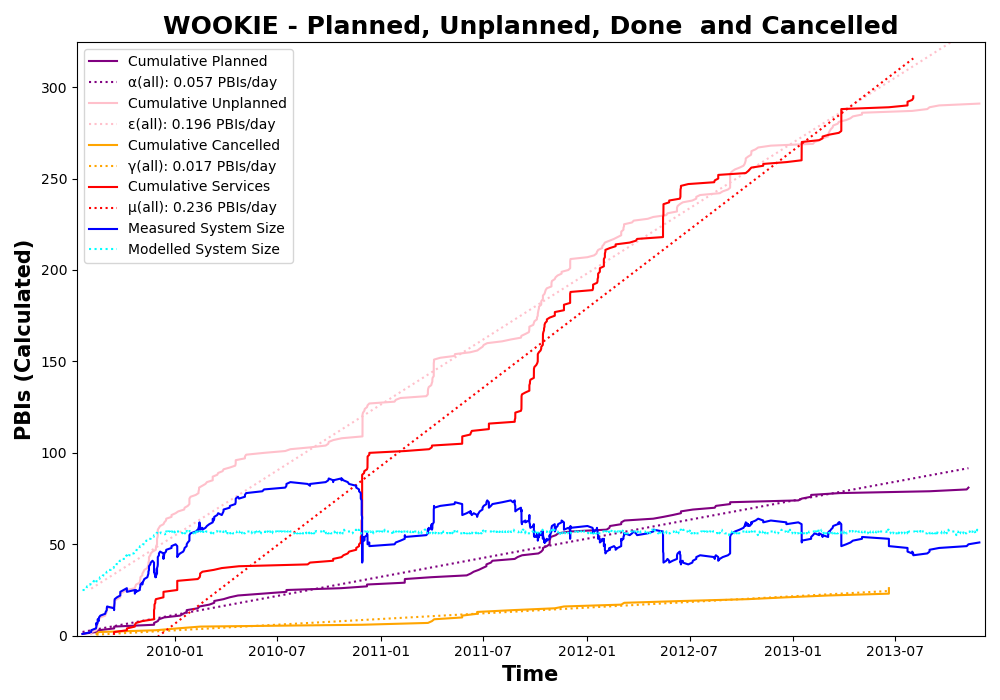 WOOKIE - Planned, Unplanned, Done  and Cancelled
Cumulative Planned
α(all): 0.057 PBIs/day
Cumulative Unplanned
ε(all): 0.196 PBIs/day
Cumulative Cancelled
γ(all): 0.017 PBIs/day
Cumulative Services
μ(all): 0.236 PBIs/day
Measured System Size
Modelled System Size
PBIs (Calculated)
300
250
200
150
100
50
0
2010-01 2010-07 2011-01 2011-07 2012-01 2012-07 2013-01 2013-07
Time